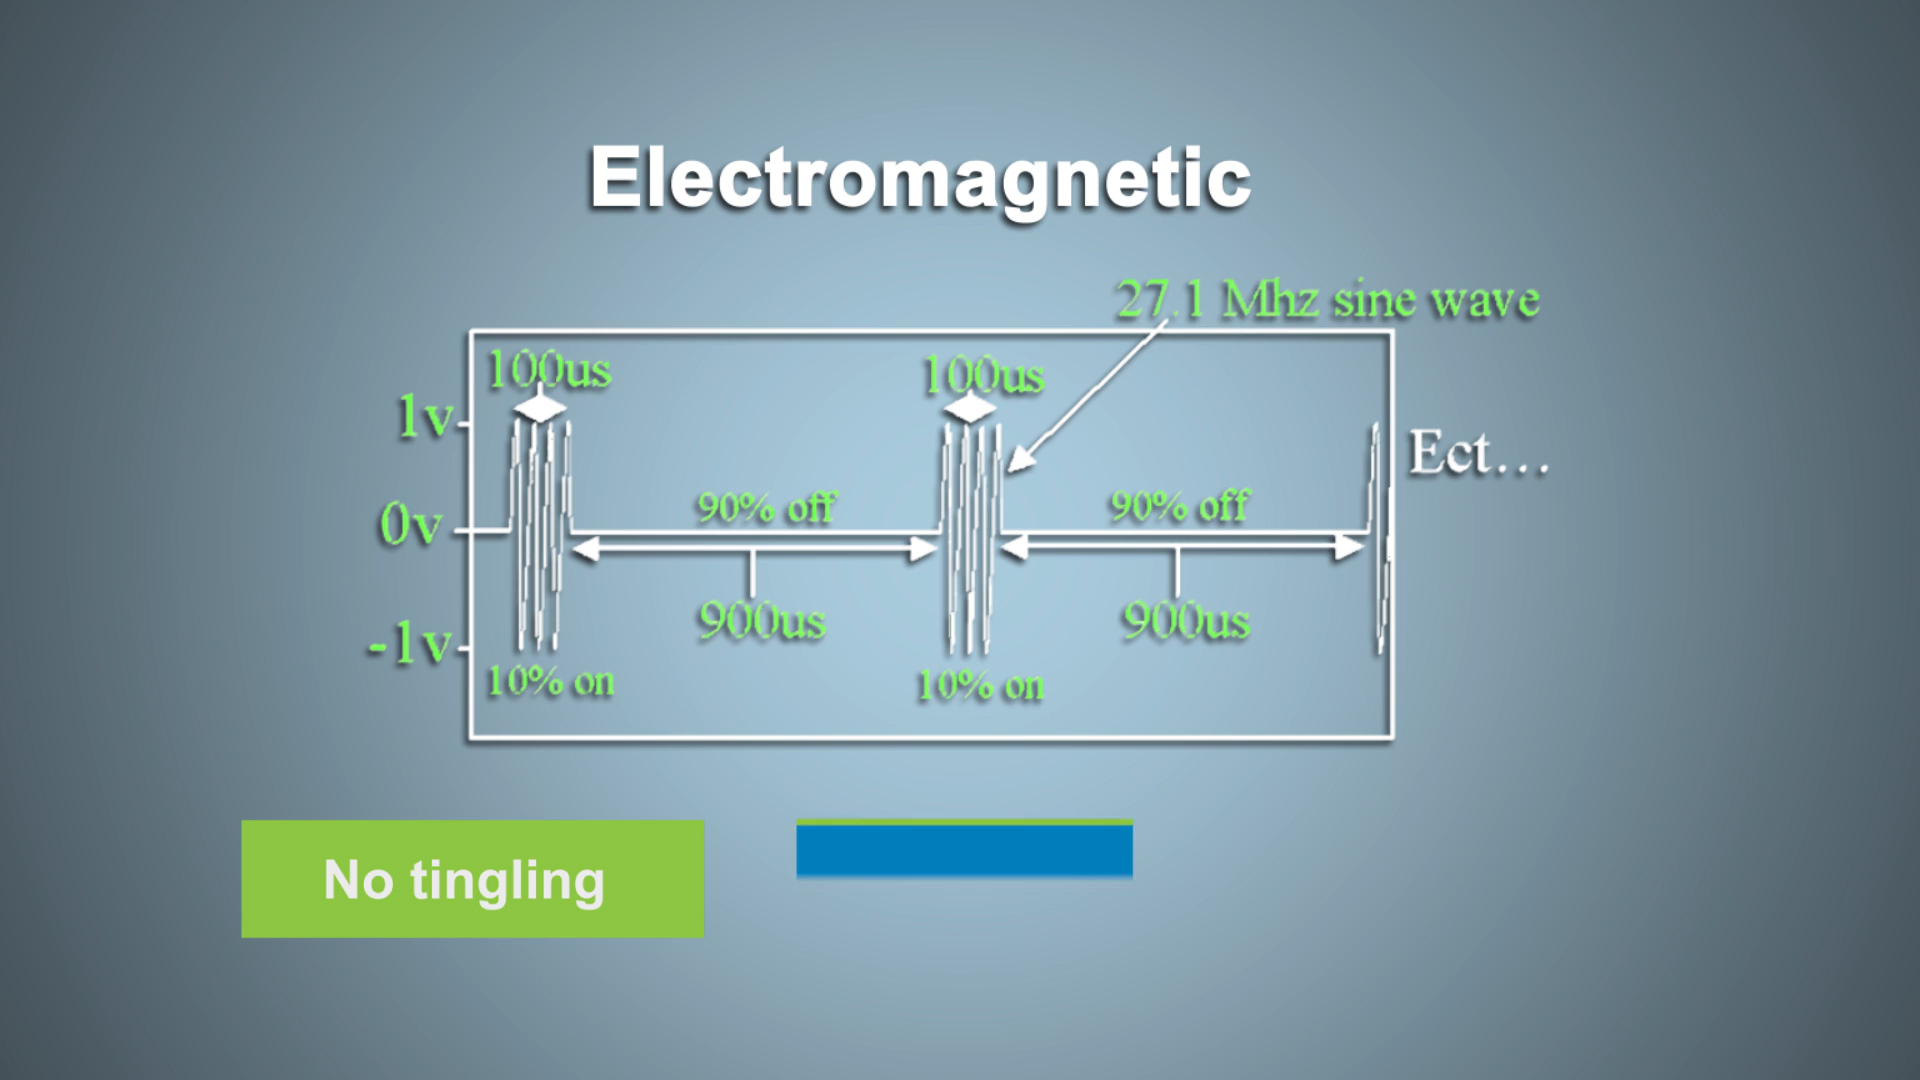 Electromagnetic
27.1 Mhz sine wave
100us
100us
1v
Ect...
90% off
90% off
0v
900us
900us
-1v
10% on
10% on
No tingling